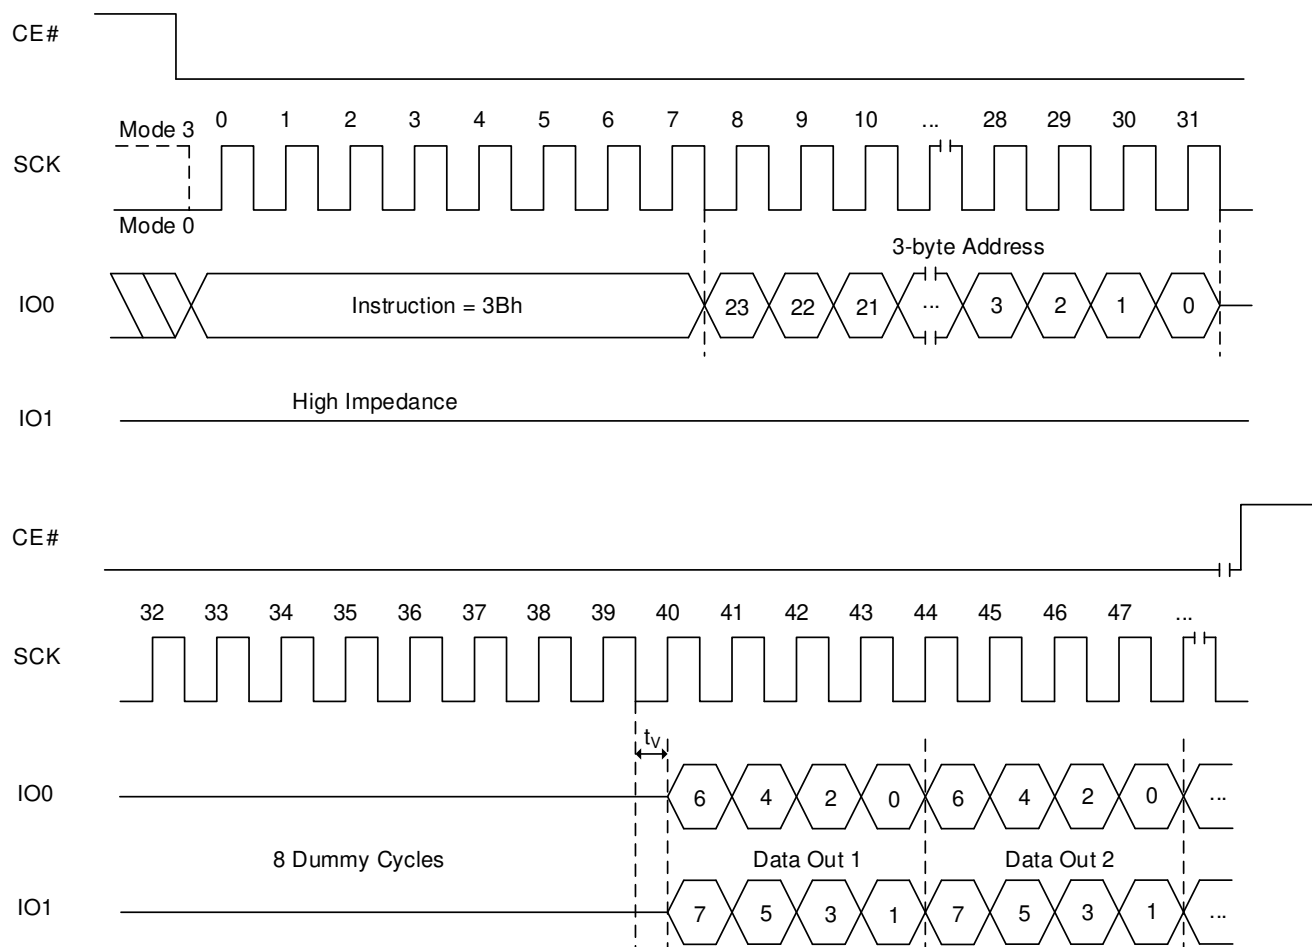 CE#
Mode 3 0 1 2 3 4 5 6 7 8 9 10 ... 28 29 30 31
SCK
Mode 0
3-byte Address
IO0 Instruction = 3Bh 23 22 21 ... 3 2 1 0
High Impedance
IO1
CE#
32 33 34 35 36 37 38 39 40 41 42 43 44 45 46 47 ...
SCK
tV
IO0 6 4 2 0 6 4 2 0 ...
8 Dummy Cycles Data Out 1 Data Out 2
IO1 7 5 3 1 7 5 3 1 ...